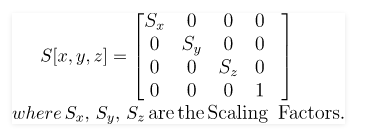 S[x, y, z] = [ S_x 0 0 0
0 S_y 0 0
0 0 S_z 0
0 0 0 1 ]
where S_x, S_y, S_z are the Scaling Factors.